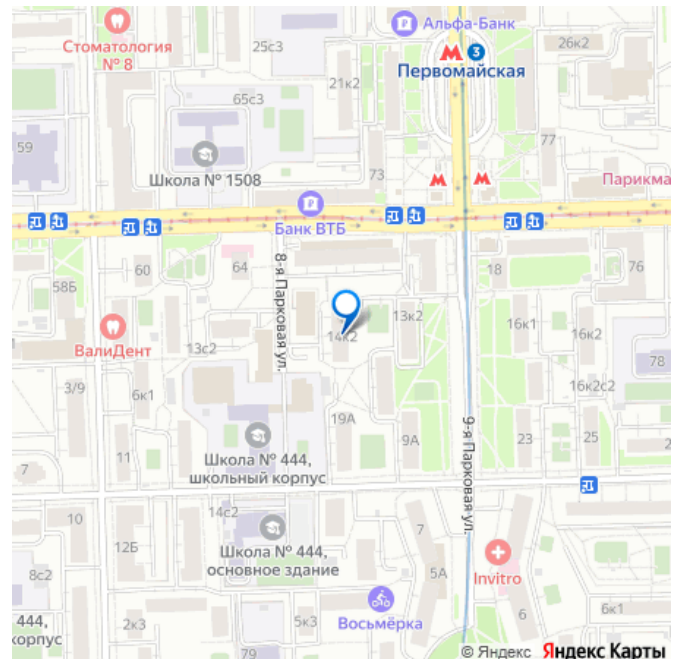 Альфа-Банк
Стоматология
№ 8
25с3
3
26к2
Первомайская
21к2
65с3
59
77
73
Школа № 1508
Парикма
Банк ВТБ
60
64
18
76
58Б
8-я Парковая ул.
13к2
16к1
14к2
ВалиДент
13с2
78
3/9
6к1
16к2с2
19А
9А
23
25
9-я Парковая ул.
7
11
Школа № 444,
школьный корпус
10
14с2
12Б
7
Школа № 444,
основное здание
5А
Invitro
8с2
Восьмёрка
6
6к1
444,
корпус
2к3
79
© Яндекс Яндекс Карты